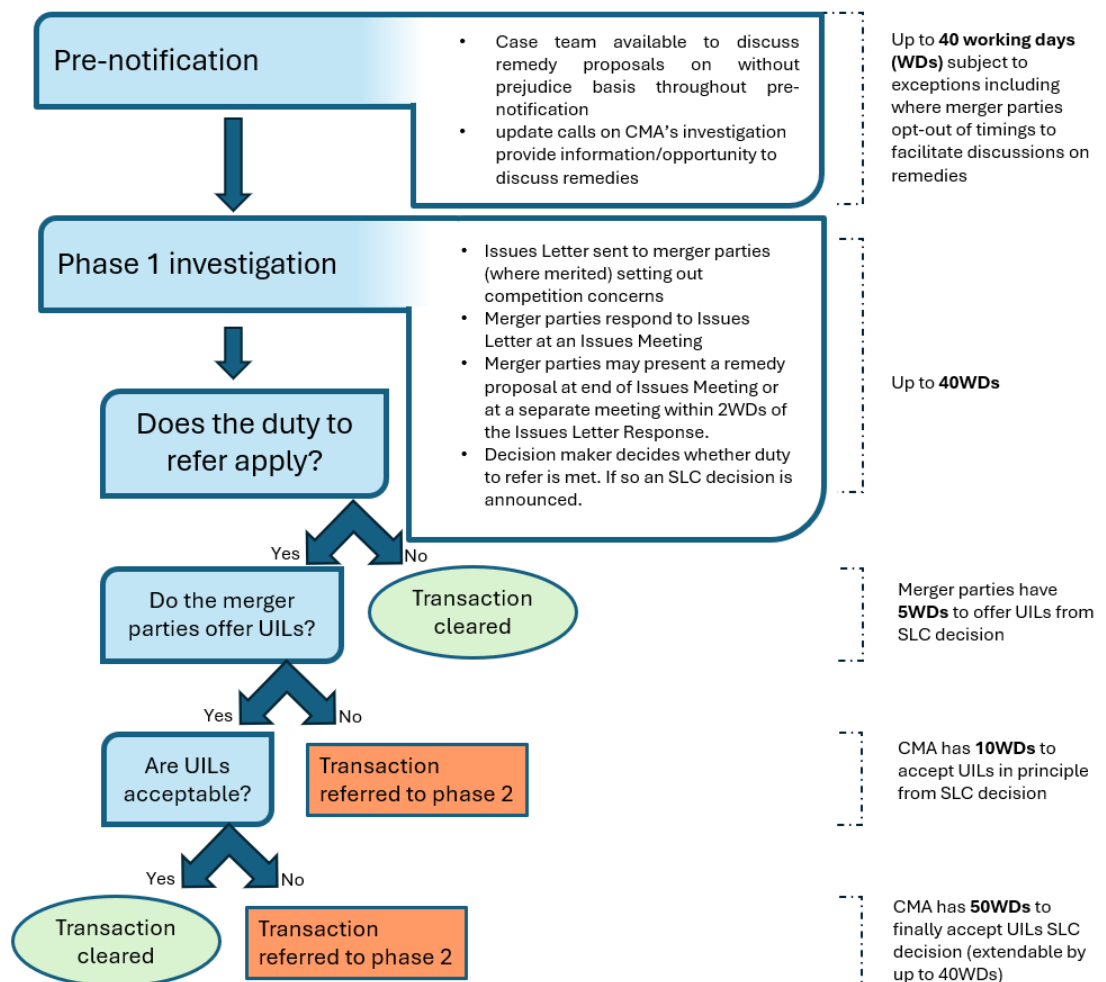 Pre-notification
• Case team available to discuss
remedy proposals on without
prejudice basis throughout pre-
notification
• update calls on CMA's investigation
provide information/opportunity to
discuss remedies
Up to 40 working days
(WDs) subject to
exceptions including
where merger parties
opt-out of timings to
facilitate discussions on
remedies
Phase 1 investigation
• Issues Letter sent to merger parties
(where merited) setting out
competition concerns
• Merger parties respond to Issues
Letter at an Issues Meeting
• Merger parties may present a remedy
proposal at end of Issues Meeting or
at a separate meeting within 2WDs of
the Issues Letter Response.
• Decision maker decides whether duty
to refer is met. If so an SLC decision is
announced.
Up to 40WDs
Does the duty to
refer apply?
Yes
No
Do the merger
parties offer UILs?
Transaction
cleared
Merger parties have
5WDs to offer UILs from
SLC decision
Yes
No
Are UILs
acceptable?
Transaction
referred to phase 2
CMA has 10WDs to
accept UILs in principle
from SLC decision
Yes
No
Transaction
cleared
Transaction
referred to phase 2
CMA has 50WDs to
finally accept UILs SLC
decision (extendable by
up to 40WDs)